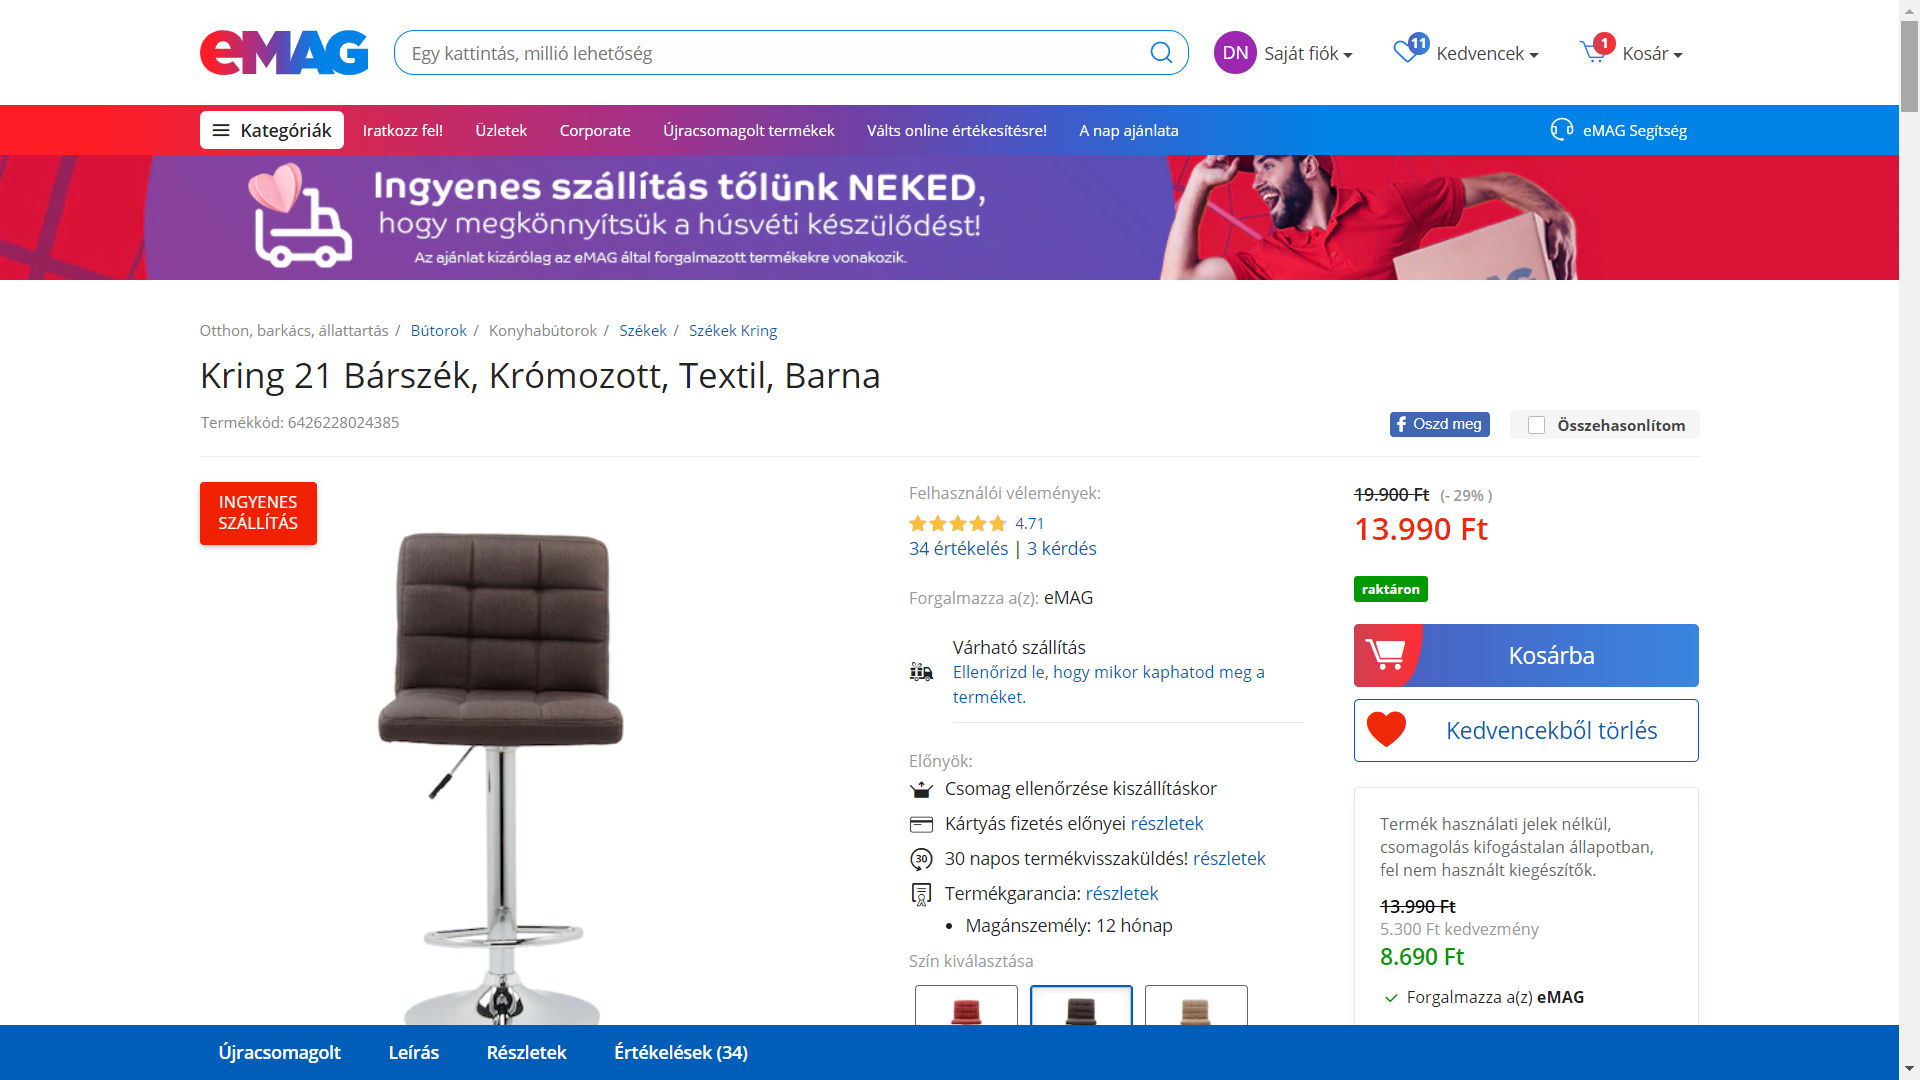 eMAG
Egy kattintás, millió lehetőség
DN
Saját fiók
11
Kedvencek
1
Kosár
Kategóriák
Iratkozz fel!
Üzletek
Corporate
Újracsomagolt termékek
Válts online értékesítésre!
A nap ajánlata
eMAG Segítség
Ingyenes szállítás tőlünk NEKED,
hogy megkönnyítsük a húsvéti készülődést!
Az ajánlat kizárólag az eMAG által forgalmazott termékekre vonakozik.
Otthon, barkács, állattartás / Bútorok / Konyhabútorok / Székek / Székek Kring
Kring 21 Bárszék, Krómozott, Textil, Barna
Termékkód: 6426228024385
Oszd meg
Összehasonlítom
INGYENES
SZÁLLÍTÁS
Felhasználói vélemények:
4.71
34 értékelés | 3 kérdés
Forgalmazza a(z): eMAG
Várható szállítás
Ellenőrizd le, hogy mikor kaphatod meg a
terméket.
Előnyök:
Csomag ellenőrzése kiszállításkor
Kártyás fizetés előnyei részletek
30
30 napos termékvisszaküldés! részletek
Termékgarancia: részletek
Magánszemély: 12 hónap
Szín kiválasztása
19.900 Ft (- 29% )
13.990 Ft
raktáron
Kosárba
Kedvencekből törlés
Termék használati jelek nélkül,
csomagolás kifogástalan állapotban,
fel nem használt kiegészítők.
13.990 Ft
5.300 Ft kedvezmény
8.690 Ft
Forgalmazza a(z) eMAG
Újracsomagolt
Leírás
Részletek
Értékelések (34)